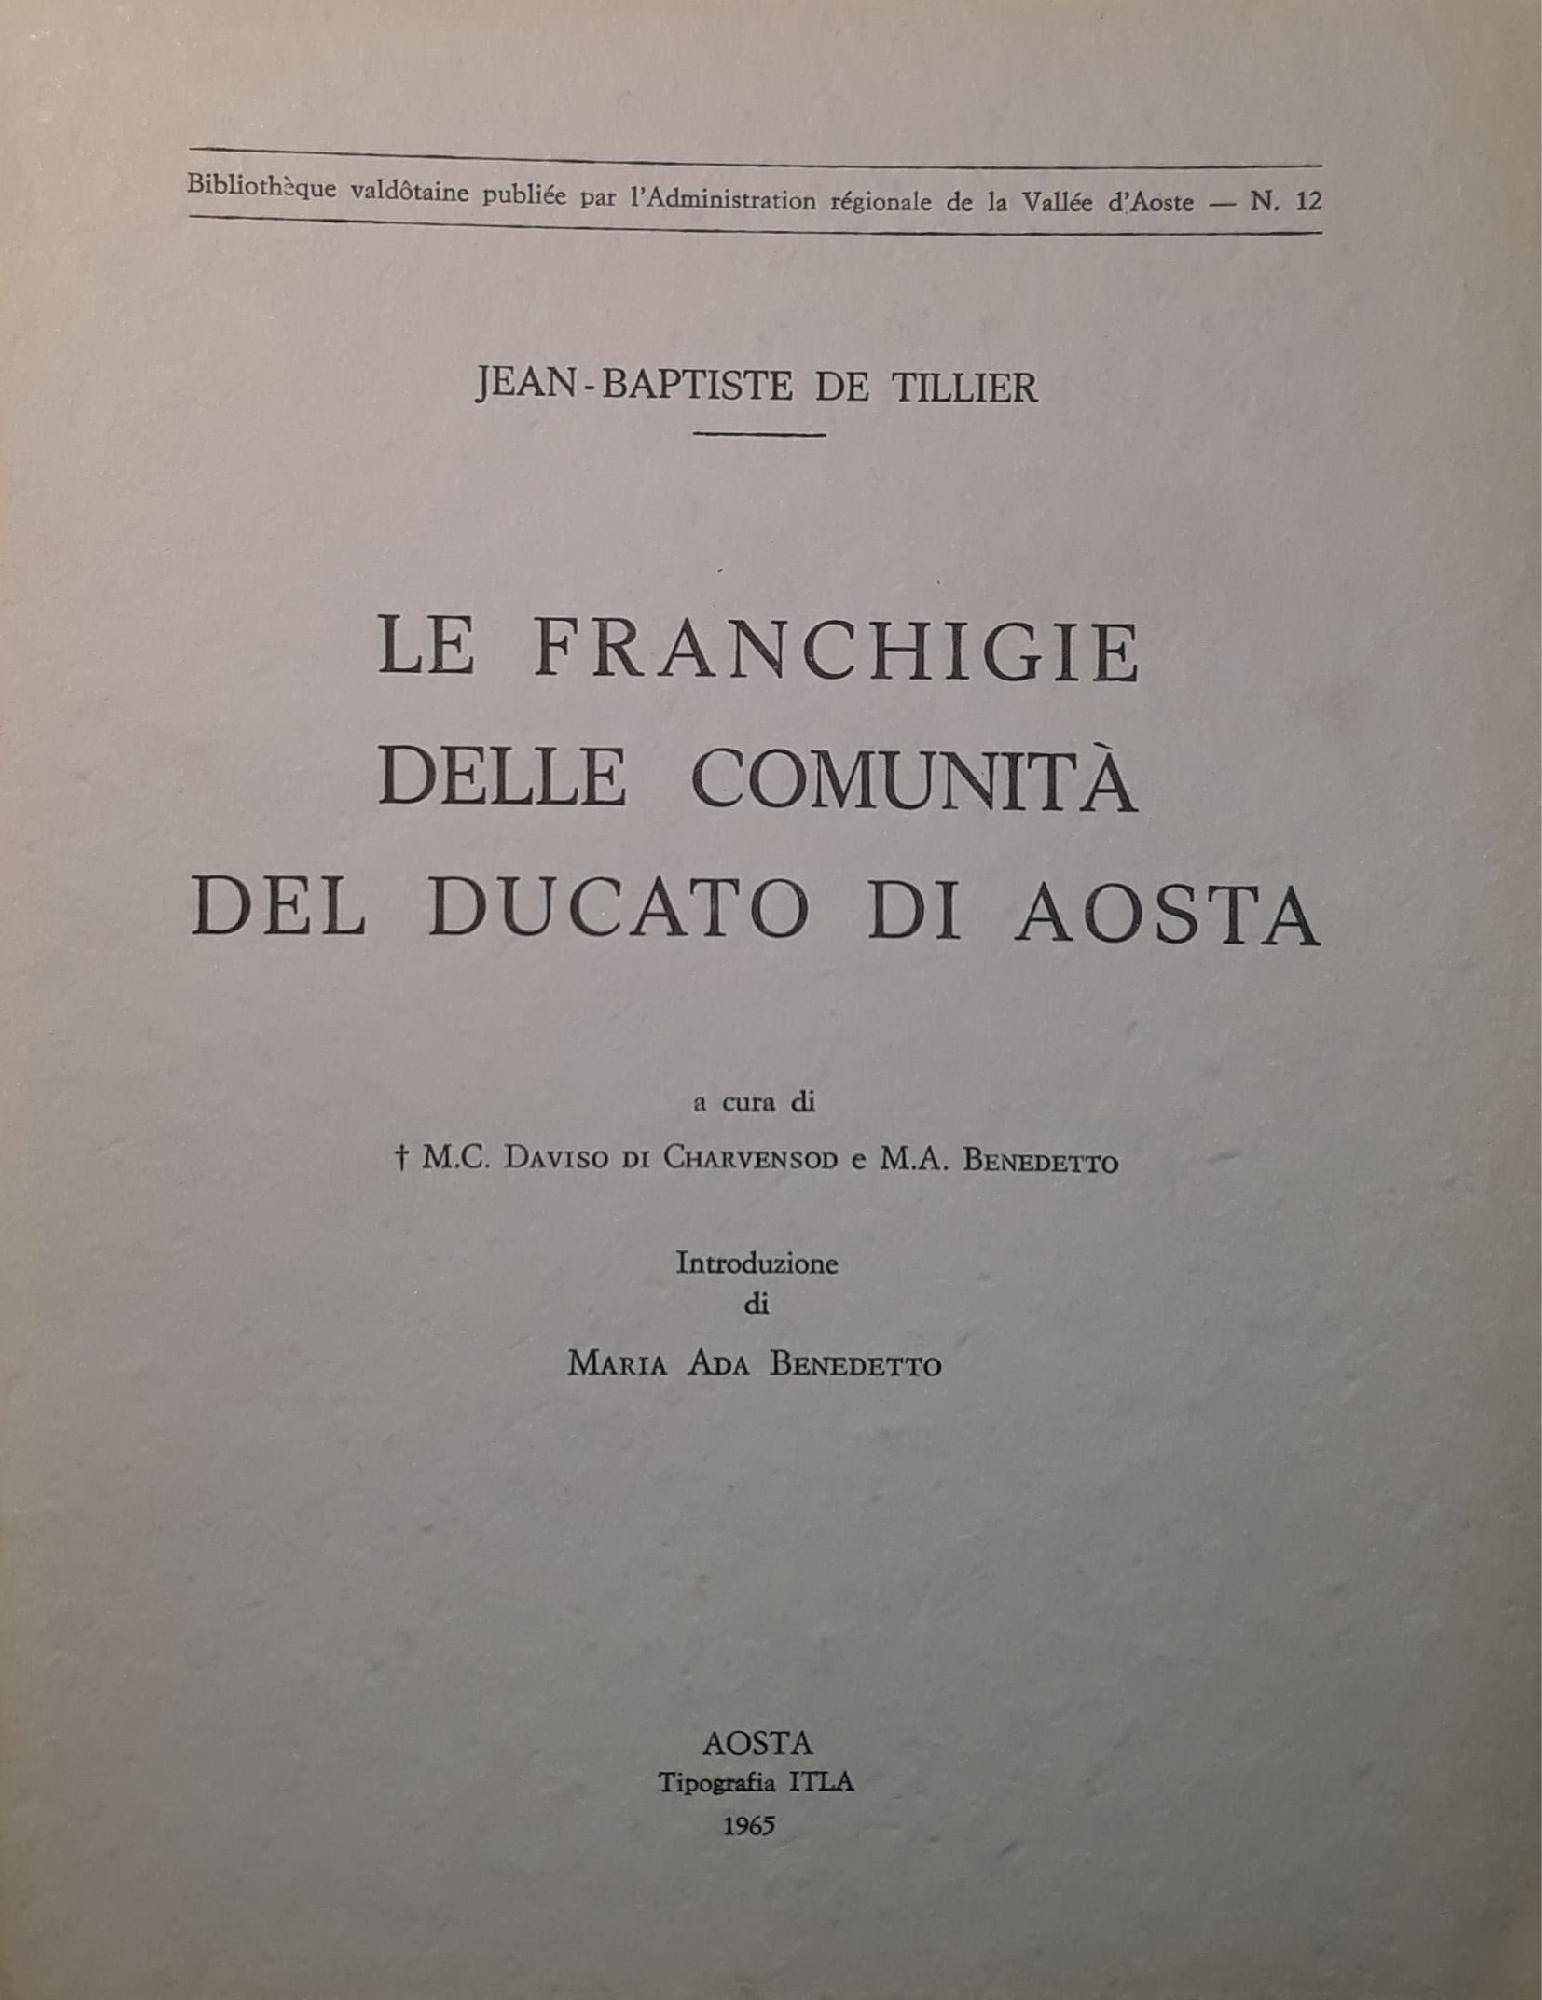 Bibliothèque valdôtaine publiée par l'Administration régionale de la Vallée d'Aoste — N. 12
JEAN-BAPTISTE DE TILLIER
LE FRANCHIGIE
DELLE COMUNITÀ
DEL DUCATO DI AOSTA
a cura di
† M.C. DAVISO DI CHARVENSOD e M.A. BENEDETTO
Introduzione
di
MARIA ADA BENEDETTO
AOSTA
Tipografia ITLA
1965